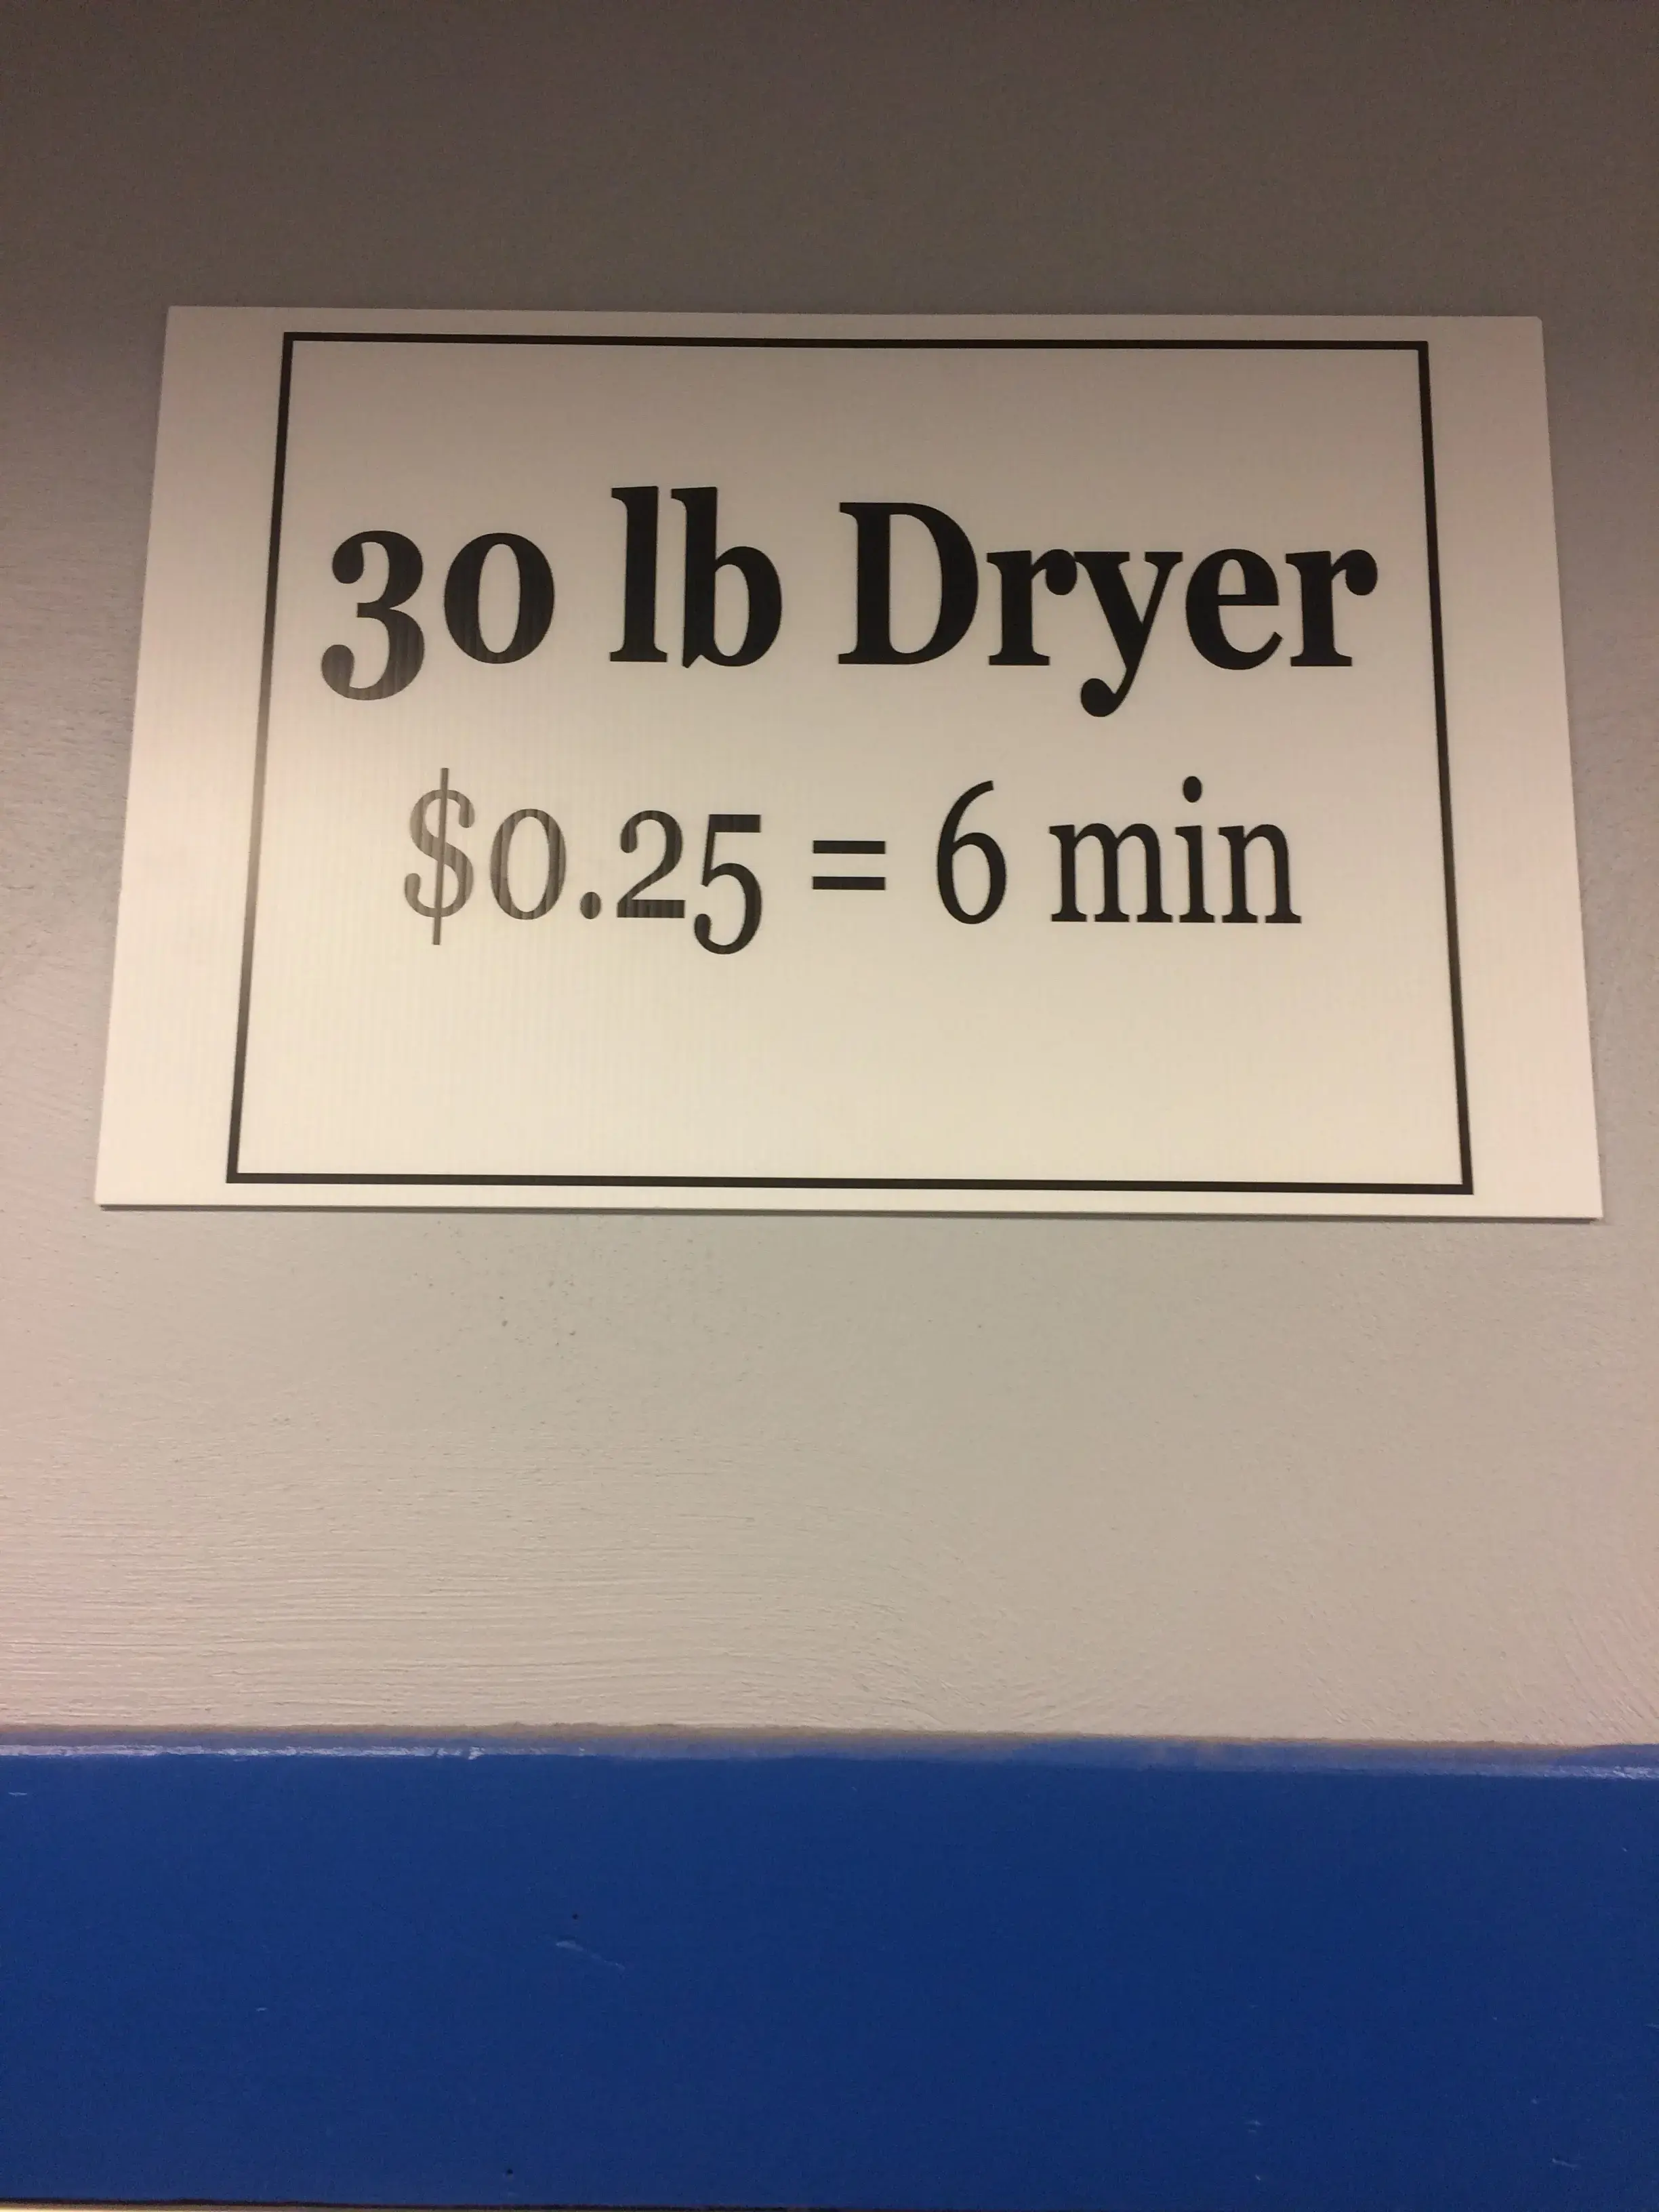 30 lb Dryer
$0.25 = 6 min